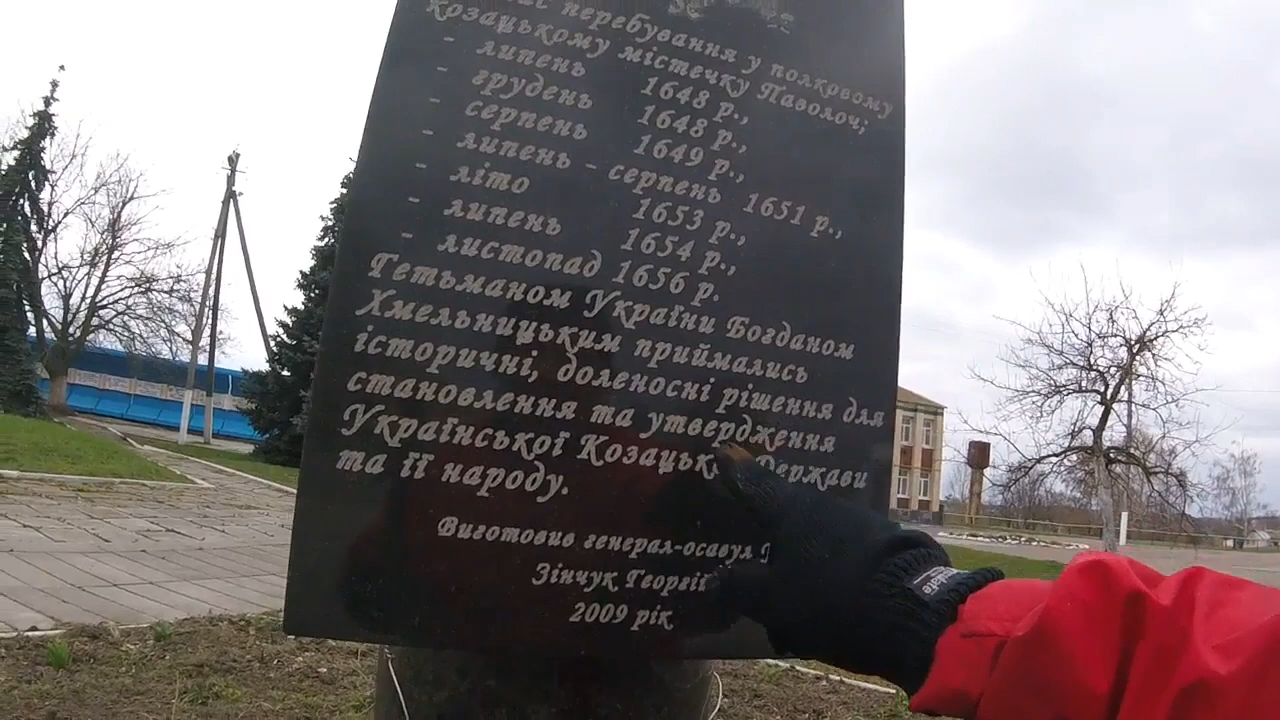 перебування у полковому
козацькому містечку Паволоч;
- липень 1648 р.,
- грудень 1648 р.,
- серпень 1649 р.,
- липень - серпень 1651 р.,
- літо 1653 р.,
- липень 1654 р.,
- листопад 1656 р.
Гетьманом України Богданом
Хмельницьким приймались
історичні, доленосні рішення для
становлення та утвердження
Української Козацької Держави
та її народу.
Виготовив генерал-осавул
Зінчук Георгій
2009 рік